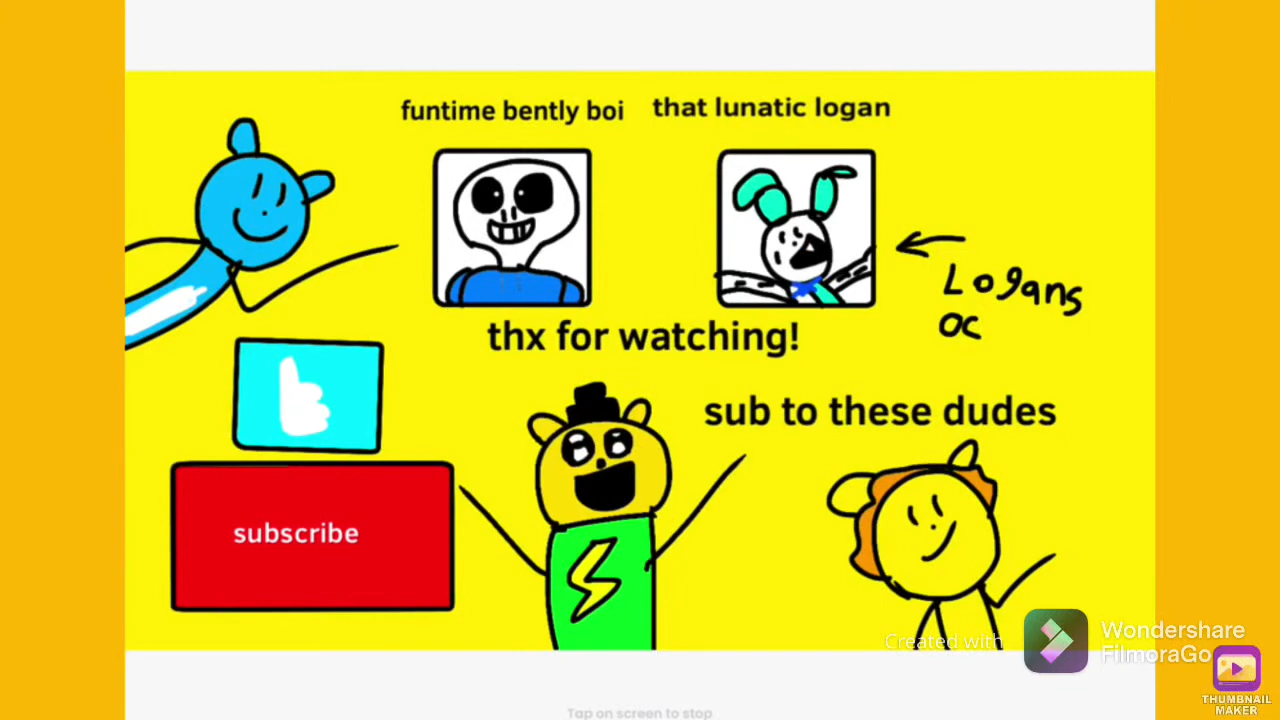 funtime bently boi
that lunatic logan
Logans
OC
thx for watching!
sub to these dudes
subscribe
Created with
Wondershare
FilmoraGo
THUMBNAIL
MAKER
Tap on screen to stop